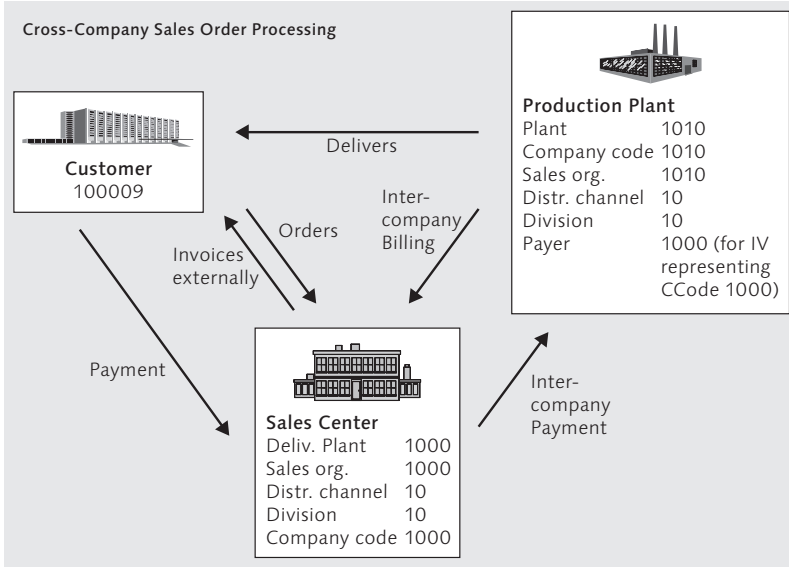 Cross-Company Sales Order Processing
Customer
100009
Delivers
Production Plant
Plant 1010
Company code 1010
Sales org. 1010
Distr. channel 10
Division 10
Payer 1000 (for IV
representing
CCode 1000)
Inter-
company
Billing
Orders
Invoices
externally
Payment
Sales Center
Deliv. Plant 1000
Sales org. 1000
Distr. channel 10
Division 10
Company code 1000
Inter-
company
Payment